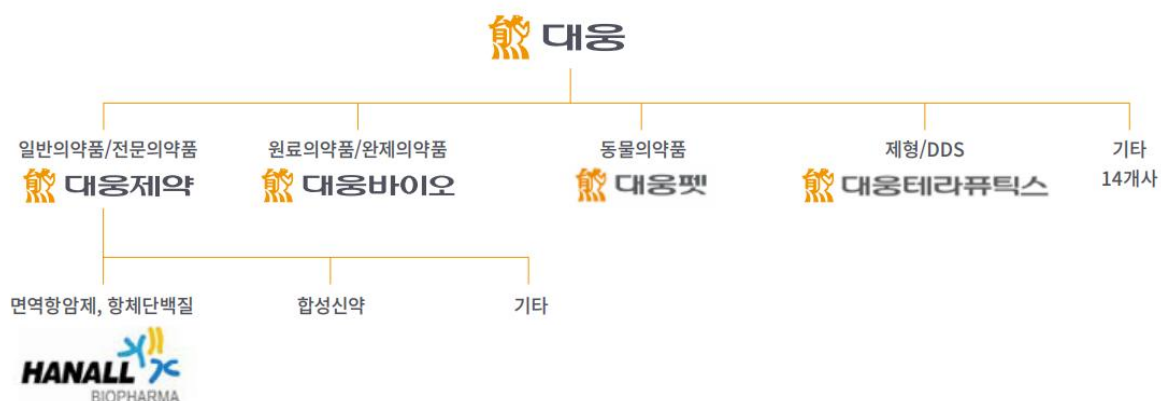 대웅
일반의약품/전문의약품
대웅제약
원료의약품/완제의약품
대웅바이오
동물의약품
대웅펫
제형/DDS
대웅테라퓨틱스
기타
14개사
면역항암제, 항체단백질
합성신약
기타
HANALL
BIOPHARMA